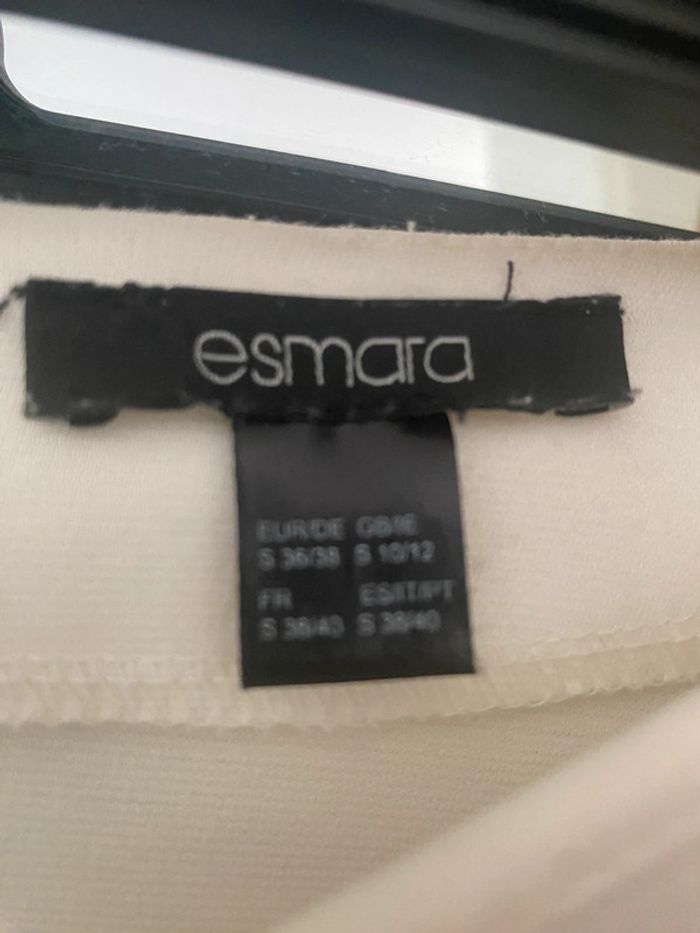 esmara
EUR/DE GB/IE
S 36/38 S 10/12
FR ES/IT/PT
S 38/40 S 38/40